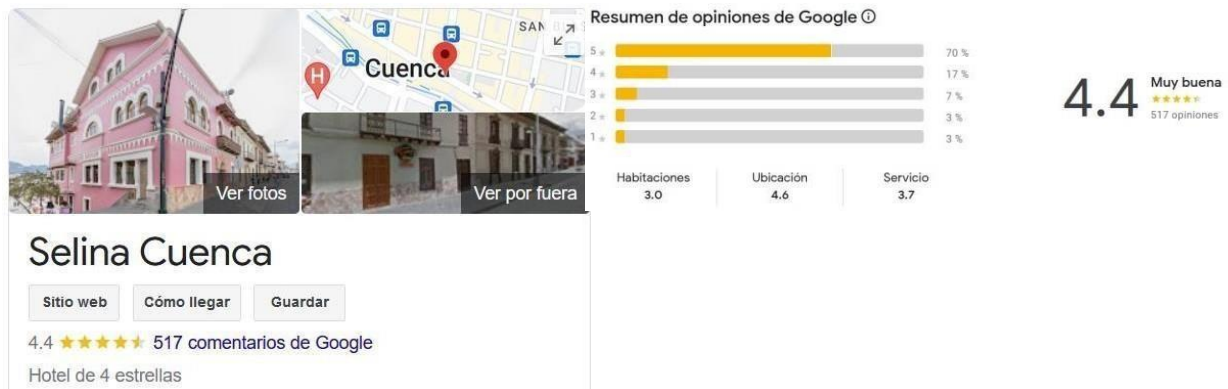 SAN
Cuenca
H
Ver fotos
Ver por fuera
Selina Cuenca
Sitio web
Cómo llegar
Guardar
4.4 ★★★★ 517 comentarios de Google
Hotel de 4 estrellas
Resumen de opiniones de Google
5 ★ 70 %
4 ★ 17 %
3 ★ 7 %
2 ★ 3 %
1 ★ 3 %
Habitaciones
3.0
Ubicación
4.6
Servicio
3.7
4.4
Muy buena
517 opiniones